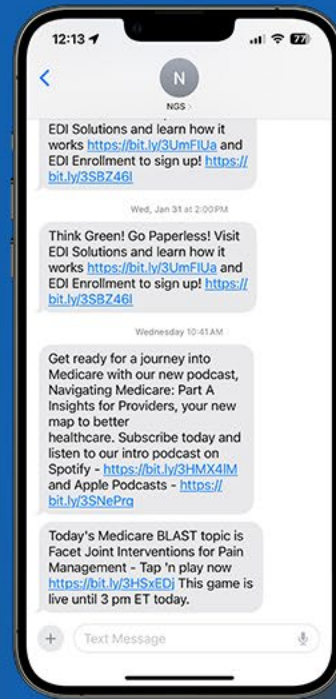 12:13
77
N
NGS
EDI Solutions and learn how it
works https://bit.ly/3UmFlUa and
EDI Enrollment to sign up! https://
bit.ly/3SBZ46I
Wed, Jan 31 at 2:00 PM
Think Green! Go Paperless! Visit
EDI Solutions and learn how it
works https://bit.ly/3UmFlUa and
EDI Enrollment to sign up! https://
bit.ly/3SBZ46I
Wednesday 10:41 AM
Get ready for a journey into
Medicare with our new podcast,
Navigating Medicare: Part A
Insights for Providers, your new
map to better
healthcare. Subscribe today and
listen to our intro podcast on
Spotify - https://bit.ly/3HMX4lM
and Apple Podcasts - https://
bit.ly/3SNePrq
Today's Medicare BLAST topic is
Facet Joint Interventions for Pain
Management - Tap 'n play now
https://bit.ly/3HSxEDj This game is
live until 3 pm ET today.
Text Message